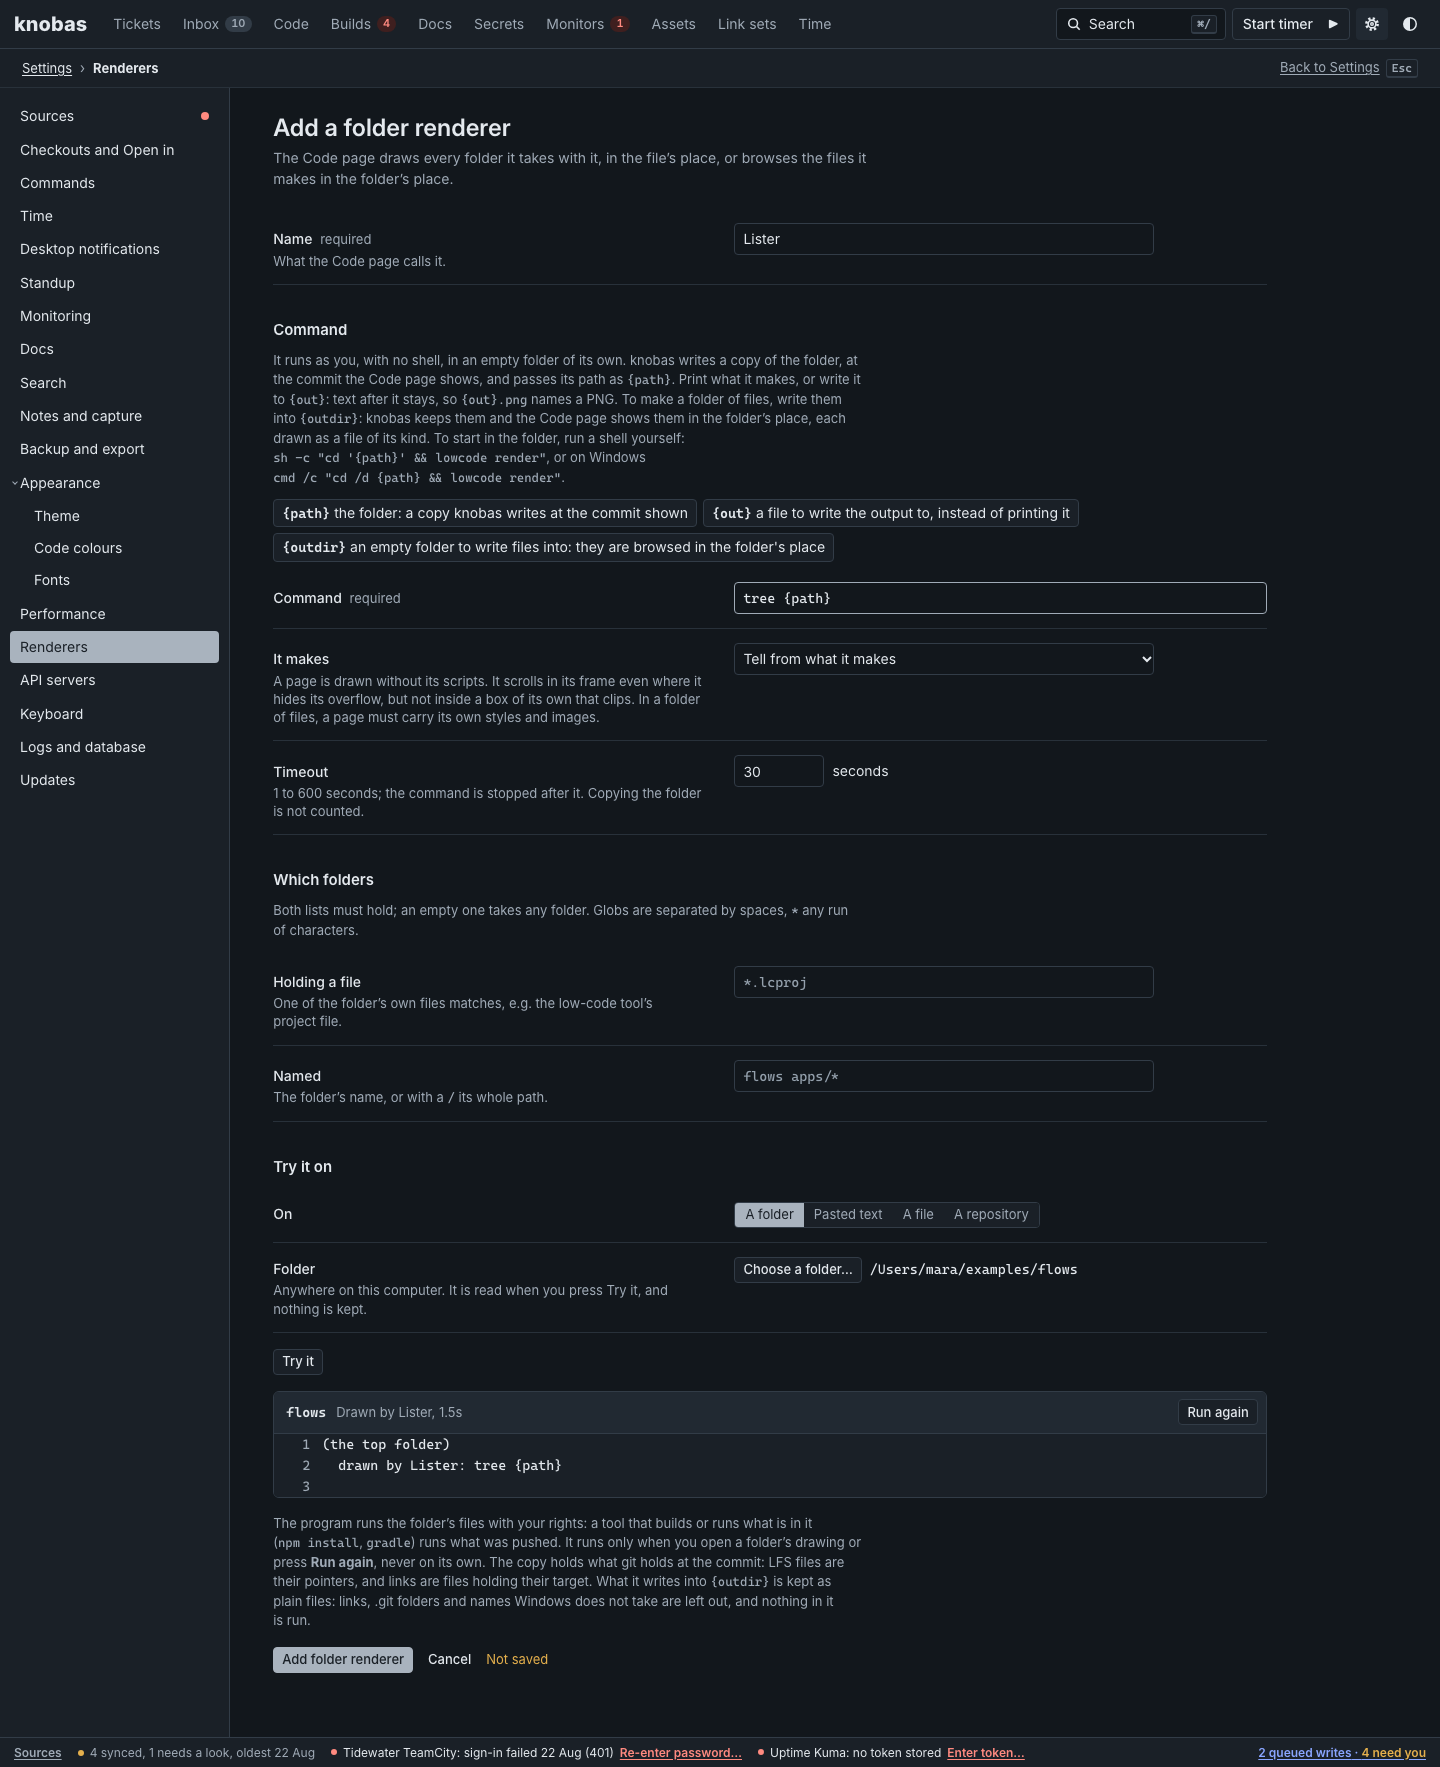 knobas Tickets Inbox 10 Code Builds 4 Docs Secrets Monitors 1 Assets Link sets Time Search ⌘/ Start timer
Settings › Renderers Back to Settings Esc
Sources
Checkouts and Open in
Commands
Time
Desktop notifications
Standup
Monitoring
Docs
Search
Notes and capture
Backup and export
Appearance
Theme
Code colours
Fonts
Performance
Renderers
API servers
Keyboard
Logs and database
Updates
Add a folder renderer
The Code page draws every folder it takes with it, in the file’s place, or browses the files it
makes in the folder’s place.
Name required
Lister
What the Code page calls it.
Command
It runs as you, with no shell, in an empty folder of its own. knobas writes a copy of the folder, at
the commit the Code page shows, and passes its path as {path}. Print what it makes, or write it
to {out}: text after it stays, so {out}.png names a PNG. To make a folder of files, write them
into {outdir}: knobas keeps them and the Code page shows them in the folder’s place, each
drawn as a file of its kind. To start in the folder, run a shell yourself:
sh -c "cd '{path}' && lowcode render", or on Windows
cmd /c "cd /d {path} && lowcode render".
{path} the folder: a copy knobas writes at the commit shown
{out} a file to write the output to, instead of printing it
{outdir} an empty folder to write files into: they are browsed in the folder's place
Command required
tree {path}
It makes
Tell from what it makes
A page is drawn without its scripts. It scrolls in its frame even where it
hides its overflow, but not inside a box of its own that clips. In a folder
of files, a page must carry its own styles and images.
Timeout
30 seconds
1 to 600 seconds; the command is stopped after it. Copying the folder
is not counted.
Which folders
Both lists must hold; an empty one takes any folder. Globs are separated by spaces, * any run
of characters.
Holding a file
*.lcproj
One of the folder’s own files matches, e.g. the low-code tool’s
project file.
Named
flows apps/*
The folder’s name, or with a / its whole path.
Try it on
On
A folder Pasted text A file A repository
Folder
Choose a folder... /Users/mara/examples/flows
Anywhere on this computer. It is read when you press Try it, and
nothing is kept.
Try it
flows Drawn by Lister, 1.5s Run again
1 (the top folder)
2 drawn by Lister: tree {path}
3
The program runs the folder’s files with your rights: a tool that builds or runs what is in it
(npm install, gradle) runs what was pushed. It runs only when you open a folder’s drawing or
press Run again, never on its own. The copy holds what git holds at the commit: LFS files are
their pointers, and links are files holding their target. What it writes into {outdir} is kept as
plain files: links, .git folders and names Windows does not take are left out, and nothing in it
is run.
Add folder renderer Cancel Not saved
Sources 4 synced, 1 needs a look, oldest 22 Aug Tidewater TeamCity: sign-in failed 22 Aug (401) Re-enter password... Uptime Kuma: no token stored Enter token... 2 queued writes · 4 need you